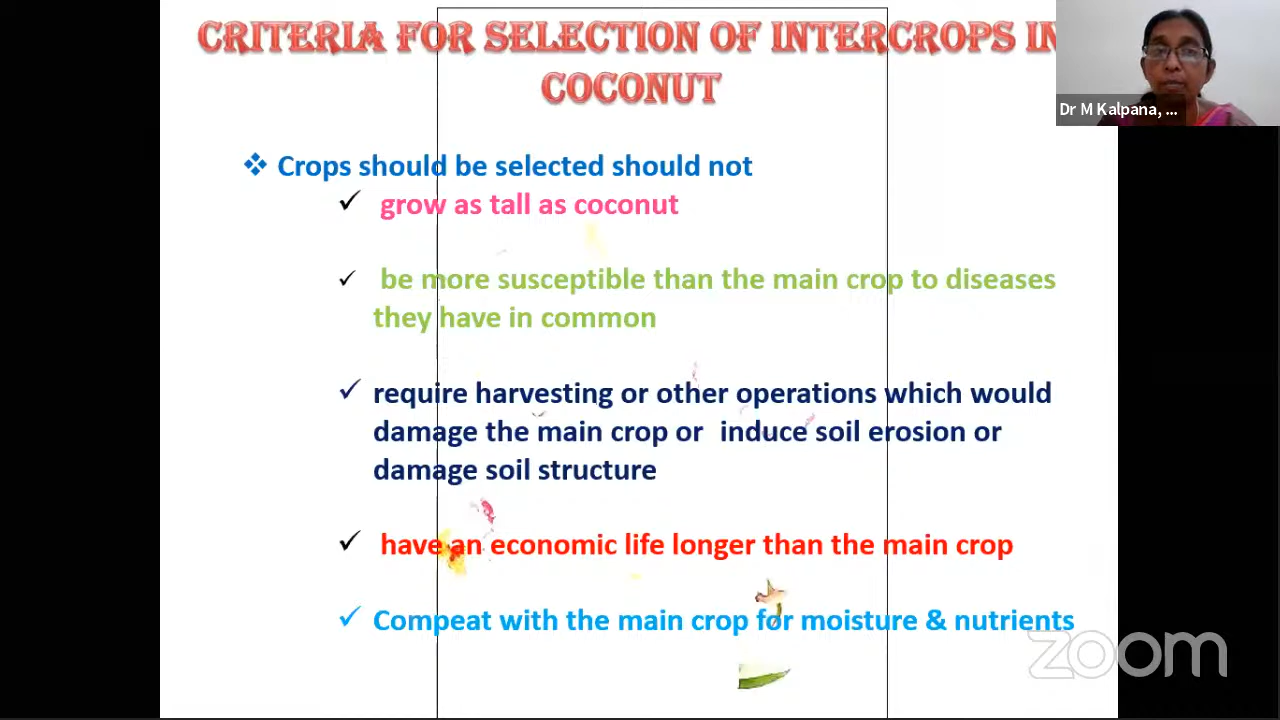 CRITERIA FOR SELECTION OF INTERCROPS IN
COCONUT
Dr M Kalpana, ...
Crops should be selected should not
grow as tall as coconut
be more susceptible than the main crop to diseases
they have in common
require harvesting or other operations which would
damage the main crop or induce soil erosion or
damage soil structure
have an economic life longer than the main crop
Compeat with the main crop for moisture & nutrients
zoom